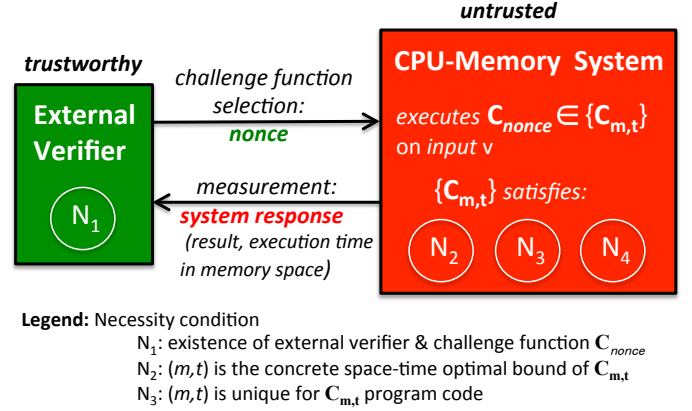 untrusted
trustworthy
External
Verifier
N1
challenge function
selection:
nonce
measurement:
system response
(result, execution time
in memory space)
CPU-Memory System
executes Cnonce ∈ {Cm,t}
on input v
{Cm,t} satisfies:
N2 N3 N4
Legend: Necessity condition
N1: existence of external verifier & challenge function Cnonce
N2: (m,t) is the concrete space-time optimal bound of Cm,t
N3: (m,t) is unique for Cm,t program code